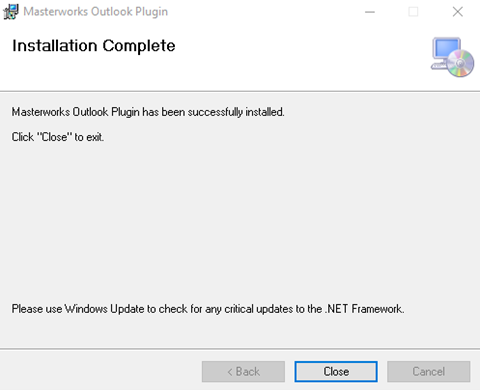 Masterworks Outlook Plugin
Installation Complete
Masterworks Outlook Plugin has been successfully installed.
Click "Close" to exit.
Please use Windows Update to check for any critical updates to the .NET Framework.
< Back Close Cancel